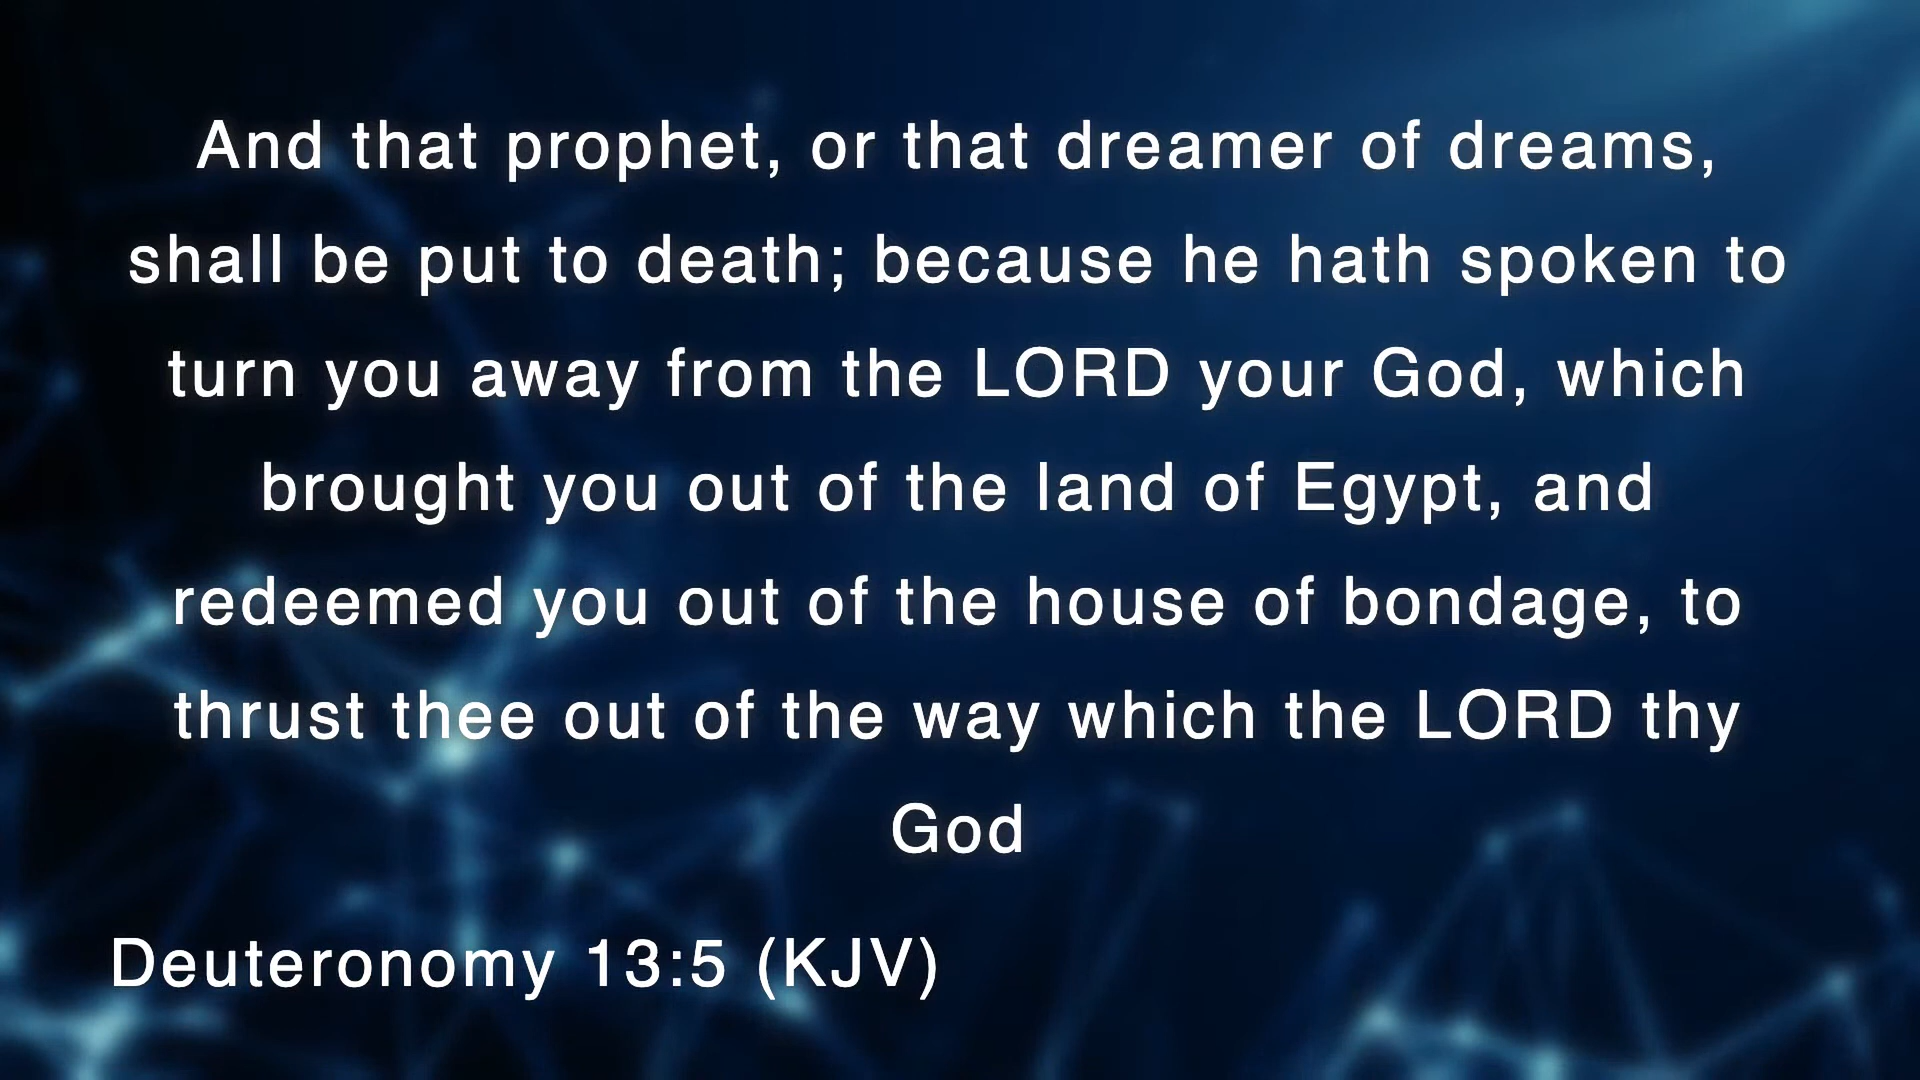 And that prophet, or that dreamer of dreams,
shall be put to death; because he hath spoken to
turn you away from the LORD your God, which
brought you out of the land of Egypt, and
redeemed you out of the house of bondage, to
thrust thee out of the way which the LORD thy
God
Deuteronomy 13:5 (KJV)